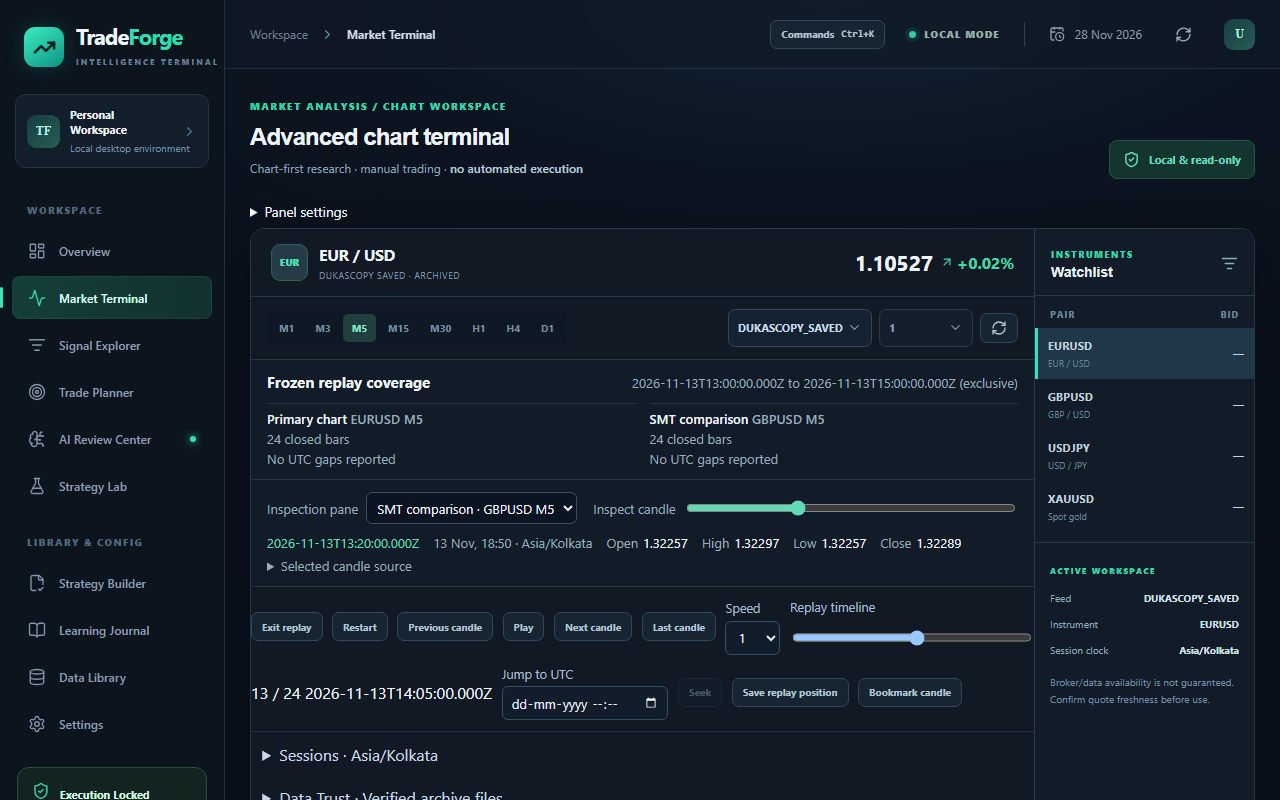 TradeForge
INTELLIGENCE TERMINAL
TF
Personal Workspace
Local desktop environment
WORKSPACE
Overview
Market Terminal
Signal Explorer
Trade Planner
AI Review Center
Strategy Lab
LIBRARY & CONFIG
Strategy Builder
Learning Journal
Data Library
Settings
Execution Locked
Workspace > Market Terminal
Commands Ctrl+K
LOCAL MODE
28 Nov 2026
U
MARKET ANALYSIS / CHART WORKSPACE
Advanced chart terminal
Chart-first research · manual trading · no automated execution
Local & read-only
Panel settings
EUR
EUR / USD
DUKASCOPY SAVED · ARCHIVED
1.10527 +0.02%
M1 M3 M5 M15 M30 H1 H4 D1
DUKASCOPY_SAVED
1
Frozen replay coverage
2026-11-13T13:00:00.000Z to 2026-11-13T15:00:00.000Z (exclusive)
Primary chart EURUSD M5
24 closed bars
No UTC gaps reported
SMT comparison GBPUSD M5
24 closed bars
No UTC gaps reported
Inspection pane SMT comparison · GBPUSD M5 Inspect candle
2026-11-13T13:20:00.000Z 13 Nov, 18:50 · Asia/Kolkata Open 1.32257 High 1.32297 Low 1.32257 Close 1.32289
Selected candle source
Exit replay Restart Previous candle Play Next candle Last candle
Speed
1
Replay timeline
13 / 24 2026-11-13T14:05:00.000Z
Jump to UTC
dd-mm-yyyy --:--
Seek Save replay position Bookmark candle
Sessions · Asia/Kolkata
Data Trust · Verified archive files
INSTRUMENTS
Watchlist
PAIR BID
EURUSD —
EUR / USD
GBPUSD —
GBP / USD
USDJPY —
USD / JPY
XAUUSD —
Spot gold
ACTIVE WORKSPACE
Feed DUKASCOPY_SAVED
Instrument EURUSD
Session clock Asia/Kolkata
Broker/data availability is not guaranteed.
Confirm quote freshness before use.